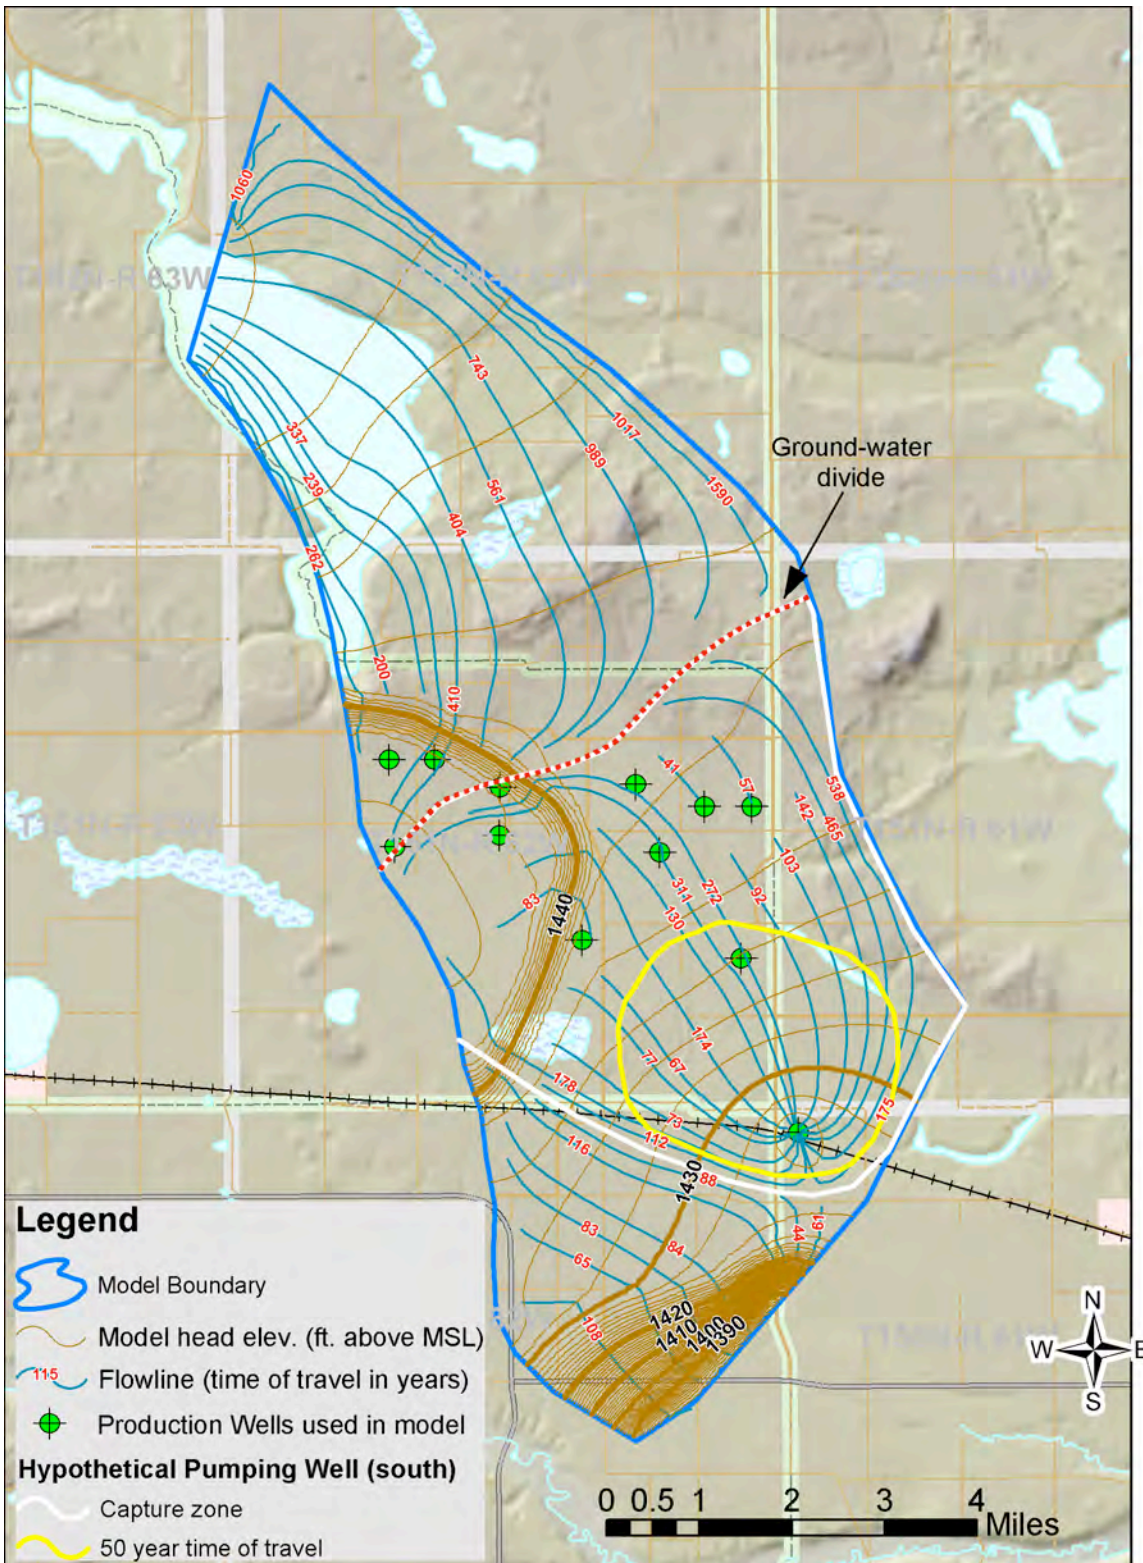 1060
743
989
1017
1590
Ground-water
divide
337
239
262
561
404
200
410
41
57
538
142
465
103
92
272
311
130
83
1440
174
67
77
178
73
112
116
88
175
1430
83
84
65
108
44
61
1420
1410
1400
1390
Legend
Model Boundary
Model head elev. (ft. above MSL)
115 Flowline (time of travel in years)
Production Wells used in model
Hypothetical Pumping Well (south)
Capture zone
50 year time of travel
N
W E
S
0 0.5 1 2 3 4
Miles